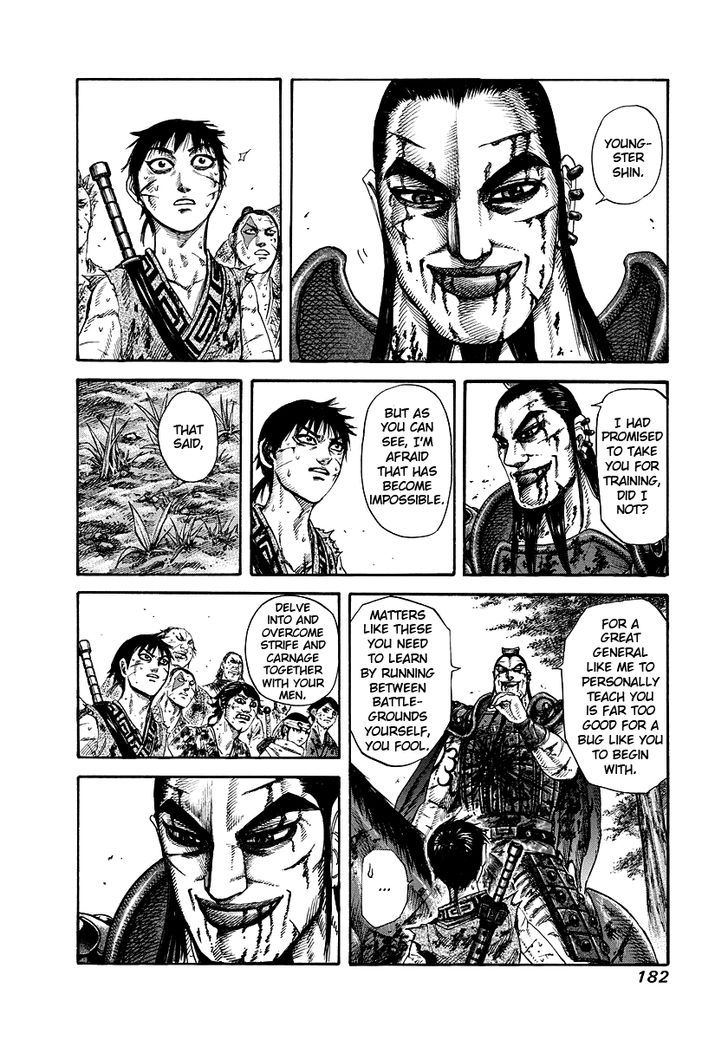 YOUNG-
STER
SHIN.
I HAD
PROMISED
TO TAKE
YOU FOR
TRAINING,
DID I
NOT?
BUT AS
YOU CAN
SEE, I'M
AFRAID
THAT HAS
BECOME
IMPOSSIBLE.
THAT
SAID,
FOR A
GREAT
GENERAL
LIKE ME TO
PERSONALLY
TEACH YOU
IS FAR TOO
GOOD FOR A
BUG LIKE YOU
TO BEGIN
WITH.
MATTERS
LIKE THESE
YOU NEED
TO LEARN
BY RUNNING
BETWEEN
BATTLE-
GROUNDS
YOURSELF,
YOU FOOL.
...
DELVE
INTO AND
OVERCOME
STRIFE AND
CARNAGE
TOGETHER
WITH YOUR
MEN.
182